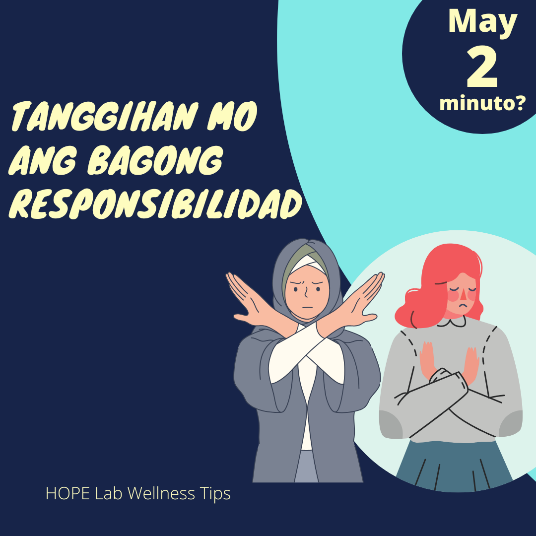 May
2
minuto?
TANGGIHAN MO
ANG BAGONG
RESPONSIBILIDAD
HOPE Lab Wellness Tips